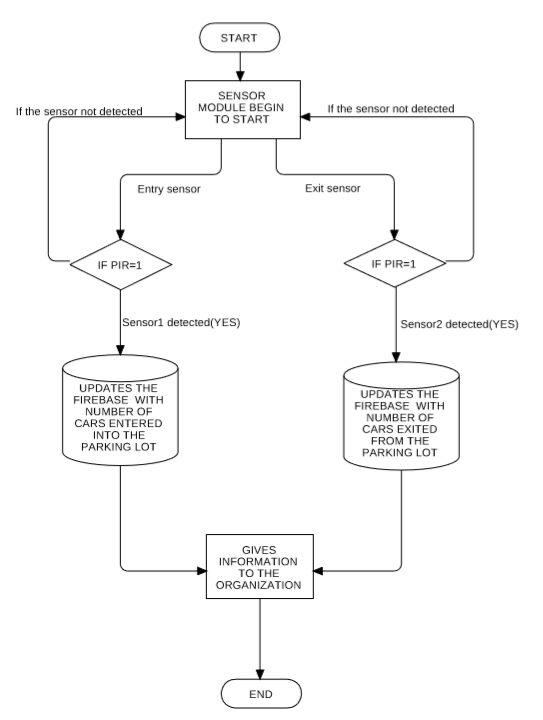 START
SENSOR
MODULE BEGIN
TO START
If the sensor not detected
If the sensor not detected
Entry sensor
Exit sensor
IF PIR=1
IF PIR=1
Sensor1 detected(YES)
Sensor2 detected(YES)
UPDATES THE
FIREBASE WITH
NUMBER OF
CARS ENTERED
INTO THE
PARKING LOT
UPDATES THE
FIREBASE WITH
NUMBER OF
CARS EXITED
FROM THE
PARKING LOT
GIVES
INFORMATION
TO THE
ORGANIZATION
END